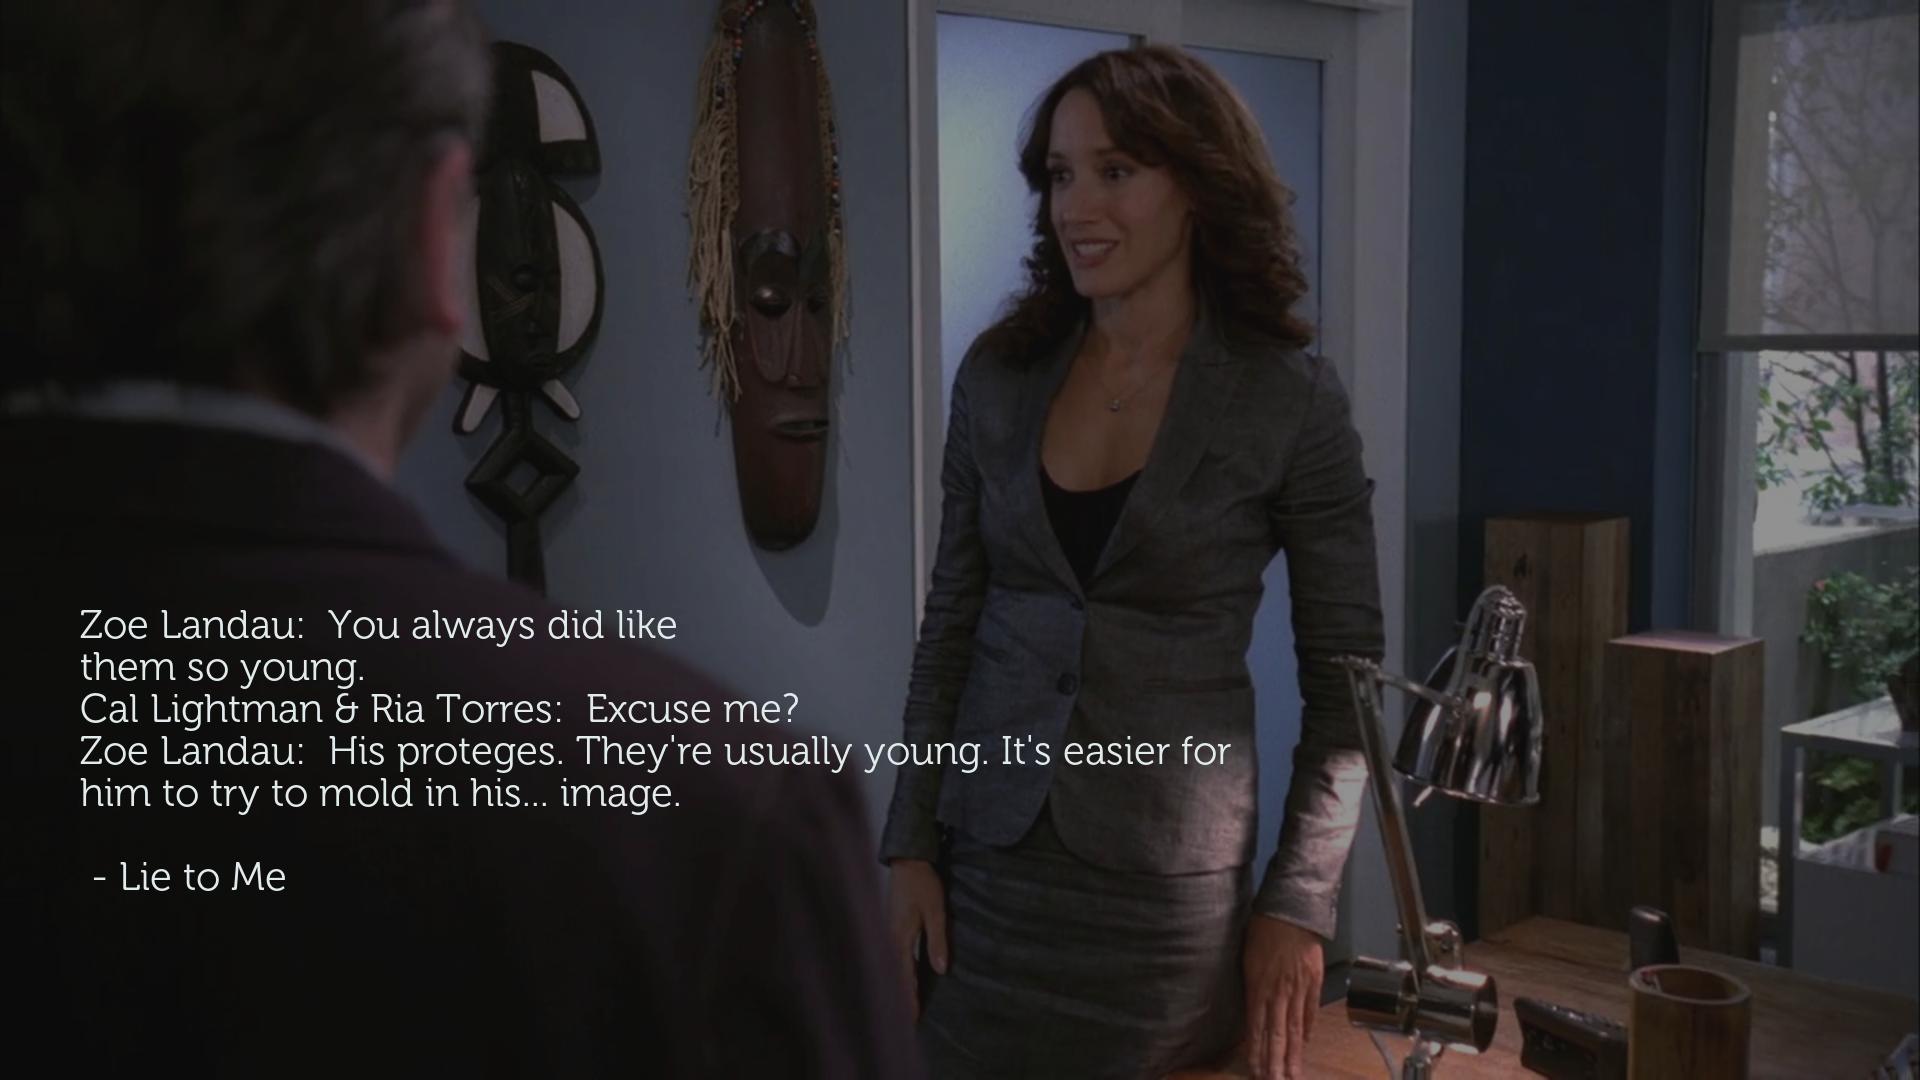 Zoe Landau:  You always did like
them so young.
Cal Lightman & Ria Torres:  Excuse me?
Zoe Landau:  His proteges. They're usually young. It's easier for
him to try to mold in his... image.
- Lie to Me